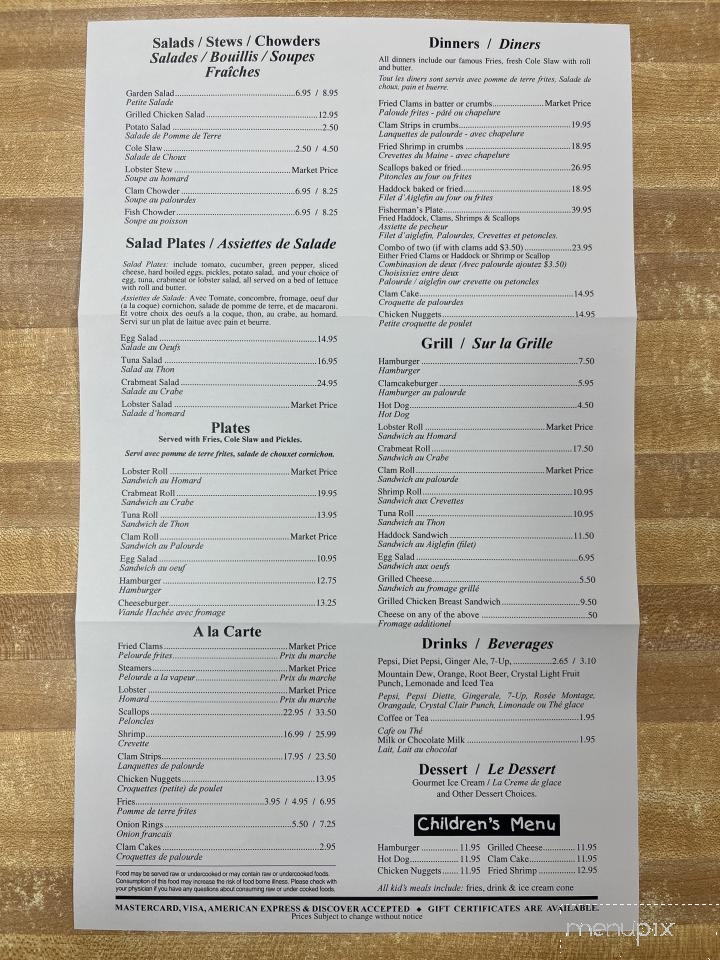 Salads / Stews / Chowders
Salades / Bouillis / Soupes
Fraîches
Garden Salad 6.95 / 8.95
Petite Salade
Grilled Chicken Salad 12.95
Potato Salad 2.50
Salade de Pomme de Terre
Cole Slaw 2.50 / 4.50
Salade de Choux
Lobster Stew Market Price
Soupe au homard
Clam Chowder 6.95 / 8.25
Soupe au palourdes
Fish Chowder 6.95 / 8.25
Soupe au poisson
Salad Plates / Assiettes de Salade
Salad Plates: include tomato, cucumber, green pepper, sliced
cheese, hard boiled eggs, pickles, potato salad, and your choice of
egg, tuna, crabmeat or lobster salad, all served on a bed of lettuce
with roll and butter.
Assiettes de Salade: Avec Tomate, concombre, fromage, oeuf dur
(a la coque) cornichon, salade de pomme de terre, et de macaroni.
Et votre choix des oeufs a la coque, thon, au crabe, au homard.
Servi sur un plat de laitue avec pain et beurre.
Egg Salad 14.95
Salade au Oeufs
Tuna Salad 16.95
Salad au Thon
Crabmeat Salad 24.95
Salade au Crabe
Lobster Salad Market Price
Salade d'homard
Plates
Served with Fries, Cole Slaw and Pickles.
Servi avec pomme de terre frites, salade de chouxet cornichon.
Lobster Roll Market Price
Sandwich au Homard
Crabmeat Roll 19.95
Sandwich au Crabe
Tuna Roll 13.95
Sandwich de Thon
Clam Roll Market Price
Sandwich au Palourde
Egg Salad 10.95
Sandwich au oeuf
Hamburger 12.75
Hamburger
Cheeseburger 13.25
Viande Hachée avec fromage
A la Carte
Fried Clams Market Price
Pelourde frites Prix du marche
Steamers Market Price
Pelourde a la vapeur Prix du marche
Lobster Market Price
Homard Prix du marche
Scallops 22.95 / 33.50
Peloncles
Shrimp 16.99 / 25.99
Crevette
Clam Strips 17.95 / 23.50
Lanquettes de palourde
Chicken Nuggets 13.95
Croquettes (petite) de poulet
Fries 3.95 / 4.95 / 6.95
Pomme de terre frites
Onion Rings 5.50 / 7.25
Onion francais
Clam Cakes 2.95
Croquettes de palourde
Food may be served raw or undercooked or may contain raw or undercooked foods.
Consumption of this food may increase the risk of food borne illness. Please check with
your physician if you have any questions about consuming raw or under cooked foods.
Dinners / Diners
All dinners include our famous Fries, fresh Cole Slaw with roll
and butter.
Tout les diners sont servis avec pomme de terre frites, Salade de
choux, pain et buerre.
Fried Clams in batter or crumbs Market Price
Paloude frites - pâté ou chapelure
Clam Strips in crumbs 19.95
Lanquettes de palourde - avec chapelure
Fried Shrimp in crumbs 18.95
Crevettes du Maine - avec chapelure
Scallops baked or fried 26.95
Pitoncles au four ou frites
Haddock baked or fried 18.95
Filet d'Aiglefin au four ou frites
Fisherman's Plate 39.95
Fried Haddock, Clams, Shrimps & Scallops
Assiette de pecheur
Filet d'aiglefin, Palourdes, Crevettes et petoncles.
Combo of two (if with clams add $3.50) 23.95
Either Fried Clams or Haddock or Shrimp or Scallop
Combinasion de deux (Avec palourde ajoutez $3.50)
Choisissiez entre deux
Palourde / aiglefin our crevette ou petoncles
Clam Cake 14.95
Croquette de palourdes
Chicken Nuggets 14.95
Petite croquette de poulet
Grill / Sur la Grille
Hamburger 7.50
Hamburger
Clamcakeburger 5.95
Hamburger au palourde
Hot Dog 4.50
Hot Dog
Lobster Roll Market Price
Sandwich au Homard
Crabmeat Roll 17.50
Sandwich au Crabe
Clam Roll Market Price
Sandwich au palourde
Shrimp Roll 10.95
Sandwich aux Crevettes
Tuna Roll 10.95
Sandwich au Thon
Haddock Sandwich 11.50
Sandwich au Aiglefin (filet)
Egg Salad 6.95
Sandwich aux oeufs
Grilled Cheese 5.50
Sandwich au fromage grillé
Grilled Chicken Breast Sandwich 9.50
Cheese on any of the above .50
Fromage additionel
Drinks / Beverages
Pepsi, Diet Pepsi, Ginger Ale, 7-Up, 2.65 / 3.10
Mountain Dew, Orange, Root Beer, Crystal Light Fruit
Punch, Lemonade and Iced Tea
Pepsi, Pepsi Diette, Gingerale, 7-Up, Rosée Montage,
Orangade, Crystal Clair Punch, Limonade ou Thé glace
Coffee or Tea 1.95
Cafe ou Thé
Milk or Chocolate Milk 1.95
Lait, Lait au chocolat
Dessert / Le Dessert
Gourmet Ice Cream / La Creme de glace
and Other Dessert Choices.
Children's Menu
Hamburger 11.95 Grilled Cheese 11.95
Hot Dog 11.95 Clam Cake 11.95
Chicken Nuggets 11.95 Fried Shrimp 12.95
All kid's meals include: fries, drink & ice cream cone
MASTERCARD, VISA, AMERICAN EXPRESS & DISCOVER ACCEPTED ♦ GIFT CERTIFICATES ARE AVAILABLE.
Prices Subject to change without notice
menupix